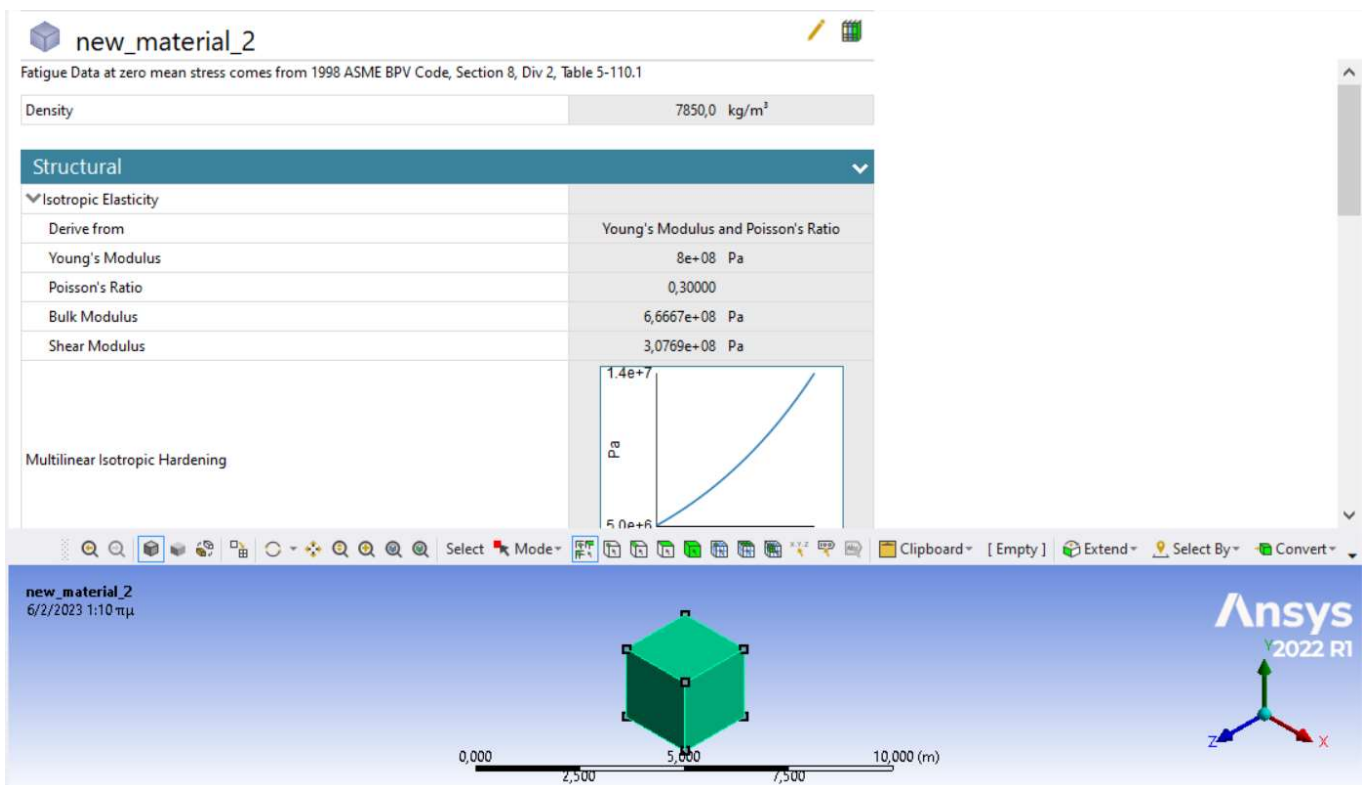 new_material_2
Fatigue Data at zero mean stress comes from 1998 ASME BPV Code, Section 8, Div 2, Table 5-110.1
Density 7850,0 kg/m³
Structural
Isotropic Elasticity
Derive from Young's Modulus and Poisson's Ratio
Young's Modulus 8e+08 Pa
Poisson's Ratio 0,30000
Bulk Modulus 6,6667e+08 Pa
Shear Modulus 3,0769e+08 Pa
1.4e+7
Pa
Multilinear Isotropic Hardening
5.0e+6
Select Mode Clipboard [ Empty ] Extend Select By Convert
new_material_2
6/2/2023 1:10 πμ
Ansys
2022 R1
Y
Z X
0,000 5,000 10,000 (m)
2,500 7,500